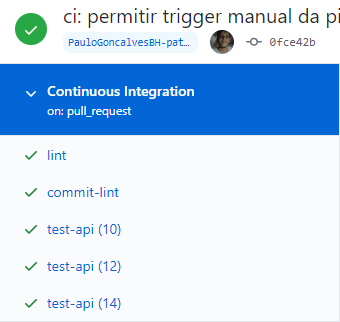 ci: permitir trigger manual da pi
PauloGoncalvesBH-pat… 0fce42b
Continuous Integration
on: pull_request
lint
commit-lint
test-api (10)
test-api (12)
test-api (14)